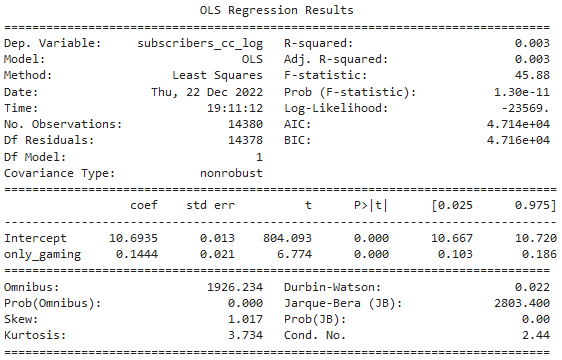 OLS Regression Results
==============================================================================
Dep. Variable:     subscribers_cc_log   R-squared:                       0.003
Model:                            OLS   Adj. R-squared:                  0.003
Method:                 Least Squares   F-statistic:                     45.88
Date:                Thu, 22 Dec 2022   Prob (F-statistic):           1.30e-11
Time:                        19:11:12   Log-Likelihood:                -23569.
No. Observations:               14380   AIC:                         4.714e+04
Df Residuals:                   14378   BIC:                         4.716e+04
Df Model:                           1
Covariance Type:            nonrobust
===============================================================================
                  coef    std err          t      P>|t|      [0.025      0.975]
-------------------------------------------------------------------------------
Intercept      10.6935      0.013    804.093      0.000      10.667      10.720
only_gaming     0.1444      0.021      6.774      0.000       0.103       0.186
==============================================================================
Omnibus:                     1926.234   Durbin-Watson:                   0.022
Prob(Omnibus):                  0.000   Jarque-Bera (JB):             2803.400
Skew:                           1.017   Prob(JB):                         0.00
Kurtosis:                       3.734   Cond. No.                         2.44
==============================================================================